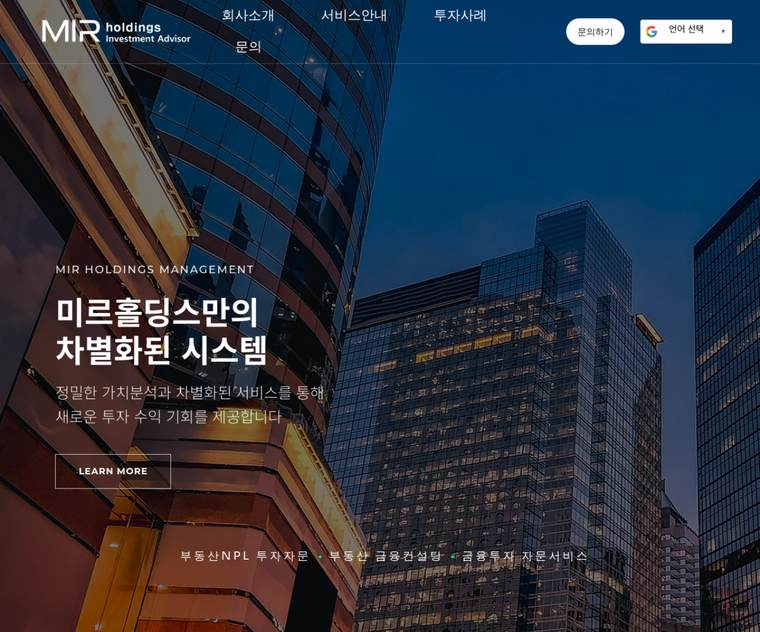 MIR holdings
Investment Advisor
회사소개 서비스안내 투자사례
문의
문의하기
언어 선택 ▼
MIR HOLDINGS MANAGEMENT
미르홀딩스만의
차별화된 시스템
정밀한 가치분석과 차별화된 서비스를 통해
새로운 투자 수익 기회를 제공합니다
LEARN MORE
부동산NPL 투자자문 • 부동산 금융컨설팅 • 금융투자 자문서비스